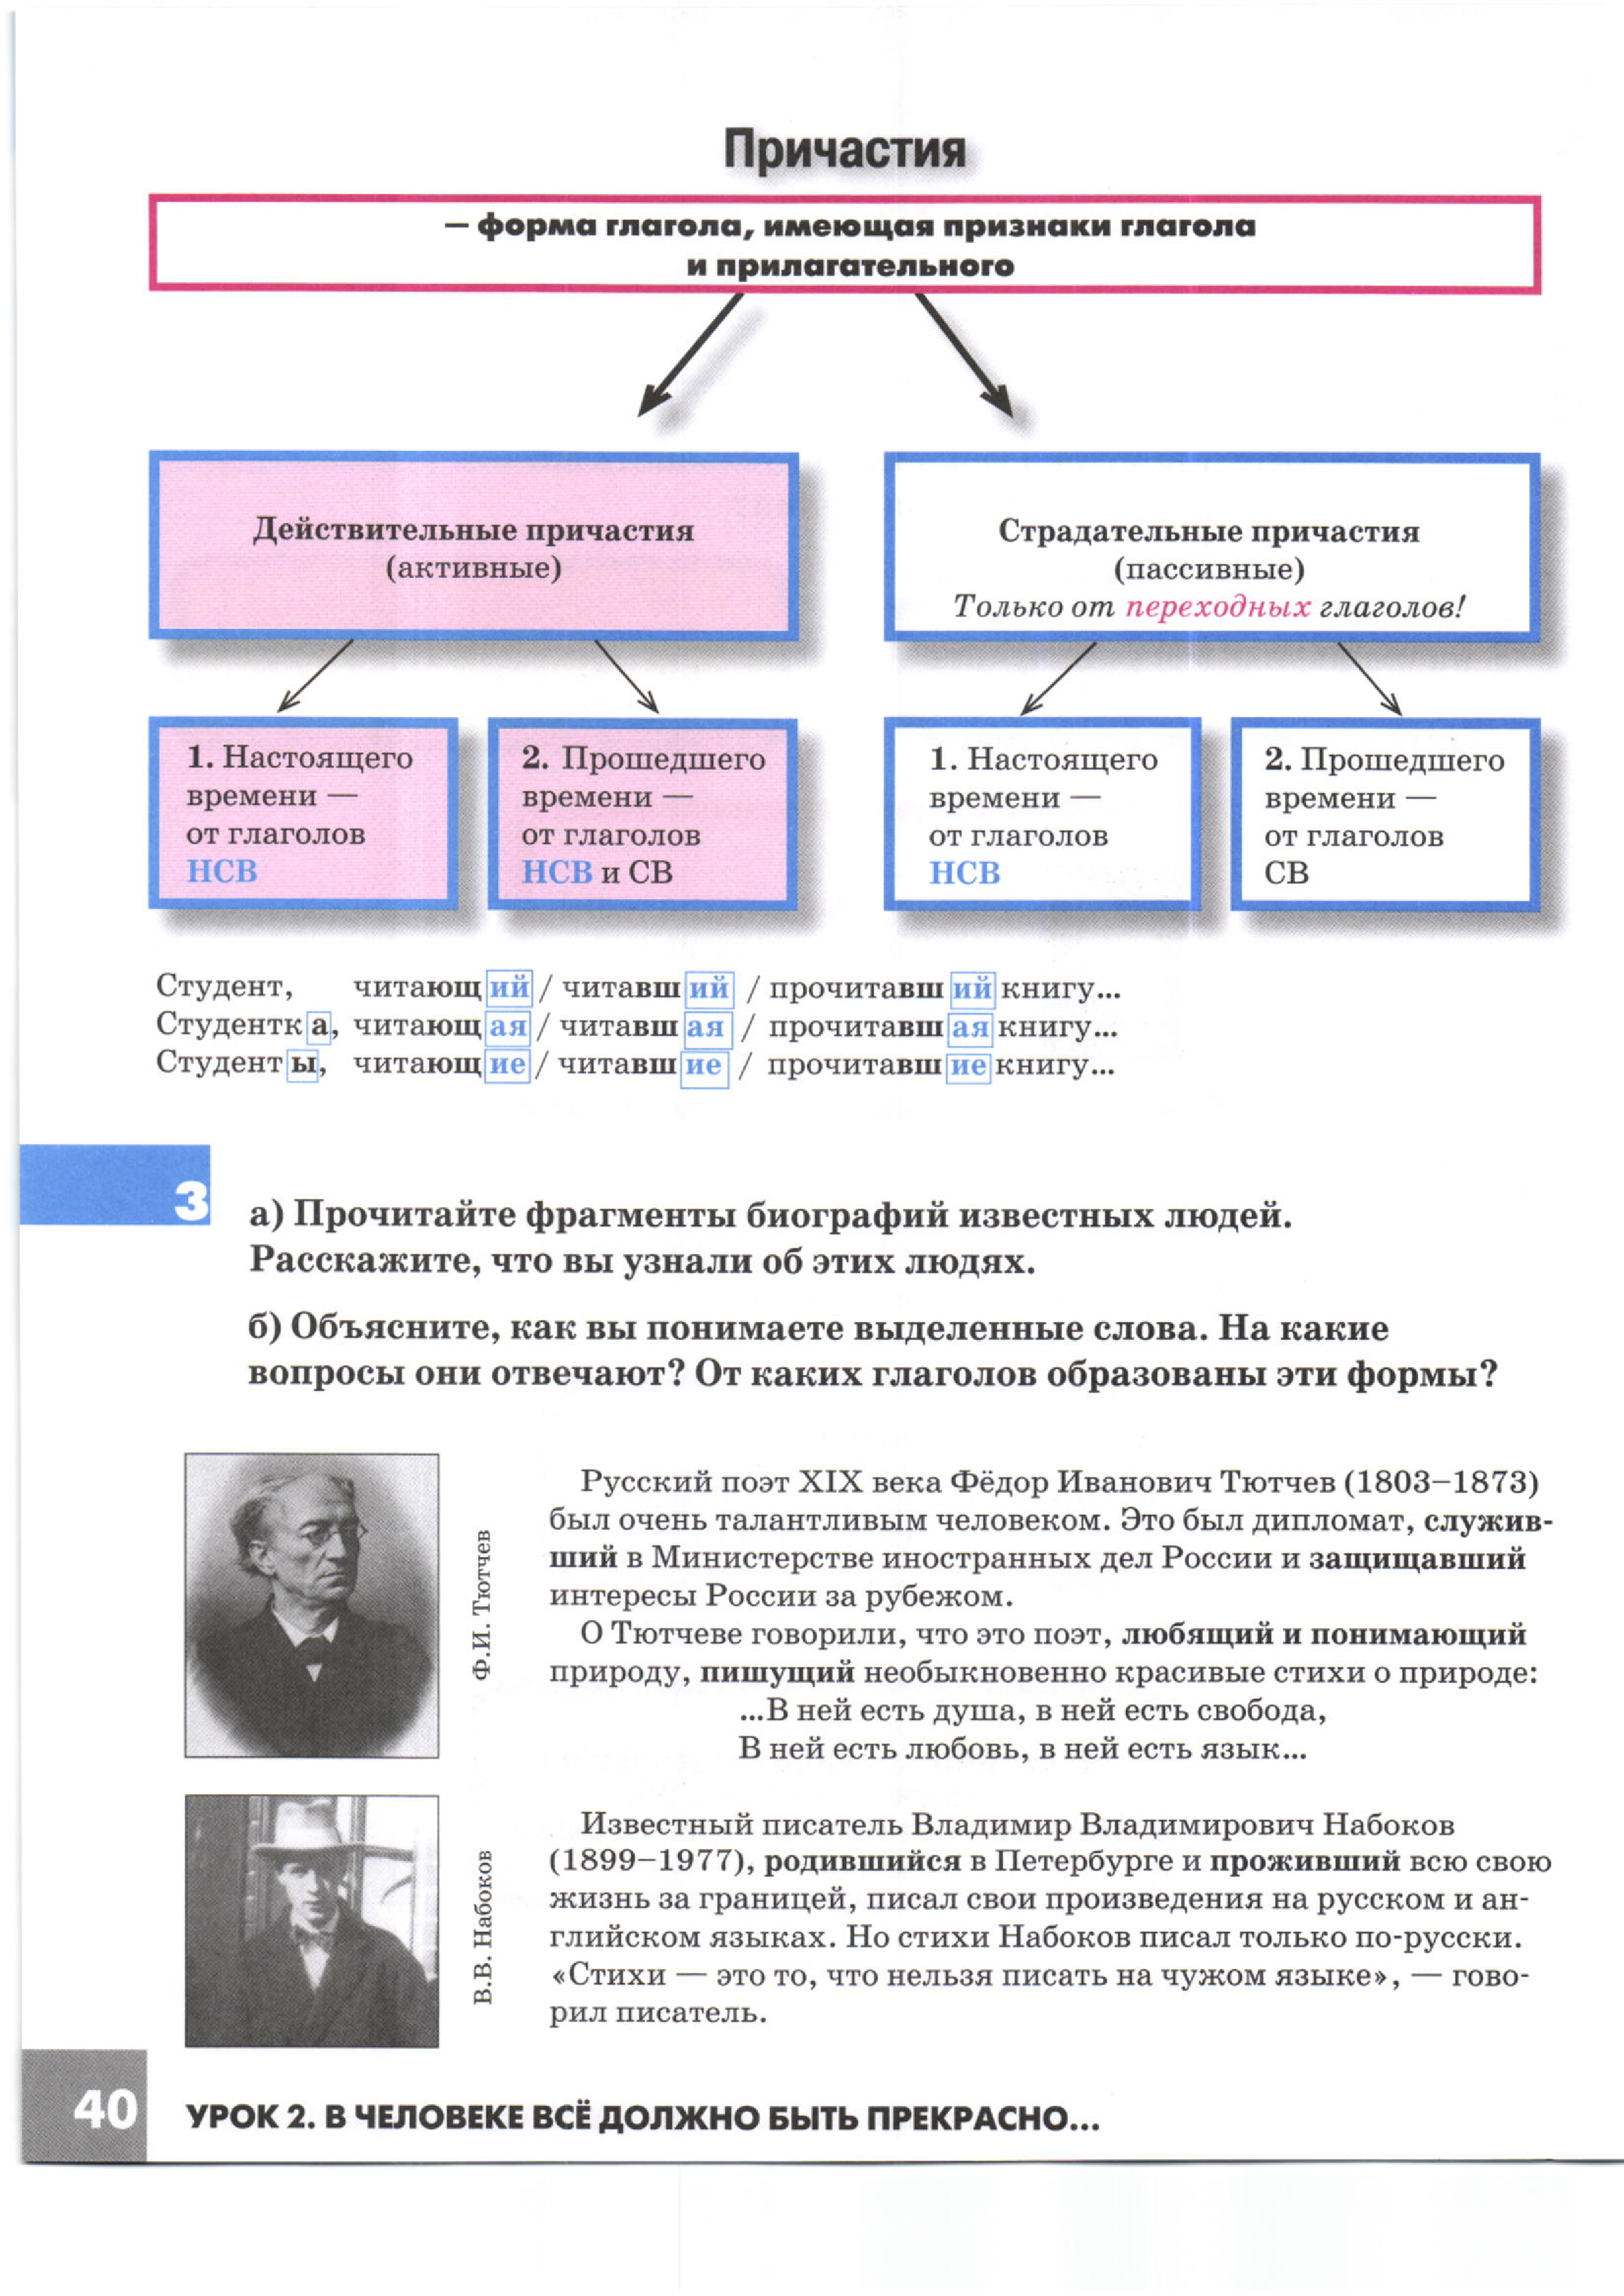 Причастия
— форма глагола, имеющая признаки глагола
и прилагательного
Действительные причастия
(активные)
Страдательные причастия
(пассивные)
Только от переходных глаголов!
1. Настоящего
времени —
от глаголов
НСВ
2. Прошедшего
времени —
от глаголов
НСВ и СВ
1. Настоящего
времени —
от глаголов
НСВ
2. Прошедшего
времени —
от глаголов
СВ
Студент, читающий / читавший / прочитавший книгу...
Студентка, читающая / читавшая / прочитавшая книгу...
Студенты, читающие / читавшие / прочитавшие книгу...
3
а) Прочитайте фрагменты биографий известных людей.
Расскажите, что вы узнали об этих людях.
б) Объясните, как вы понимаете выделенные слова. На какие
вопросы они отвечают? От каких глаголов образованы эти формы?
Ф.И. Тютчев
Русский поэт XIX века Фёдор Иванович Тютчев (1803–1873)
был очень талантливым человеком. Это был дипломат, служив-
ший в Министерстве иностранных дел России и защищавший
интересы России за рубежом.
О Тютчеве говорили, что это поэт, любящий и понимающий
природу, пишущий необыкновенно красивые стихи о природе:
...В ней есть душа, в ней есть свобода,
В ней есть любовь, в ней есть язык...
В.В. Набоков
Известный писатель Владимир Владимирович Набоков
(1899–1977), родившийся в Петербурге и проживший всю свою
жизнь за границей, писал свои произведения на русском и ан-
глийском языках. Но стихи Набоков писал только по-русски.
«Стихи — это то, что нельзя писать на чужом языке», — гово-
рил писатель.
40
УРОК 2. В ЧЕЛОВЕКЕ ВСЁ ДОЛЖНО БЫТЬ ПРЕКРАСНО...